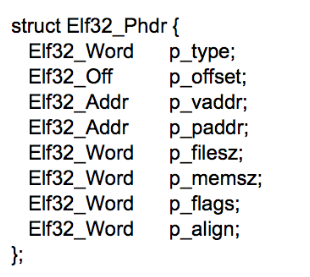 struct Elf32_Phdr {
Elf32_Word p_type;
Elf32_Off p_offset;
Elf32_Addr p_vaddr;
Elf32_Addr p_paddr;
Elf32_Word p_filesz;
Elf32_Word p_memsz;
Elf32_Word p_flags;
Elf32_Word p_align;
};